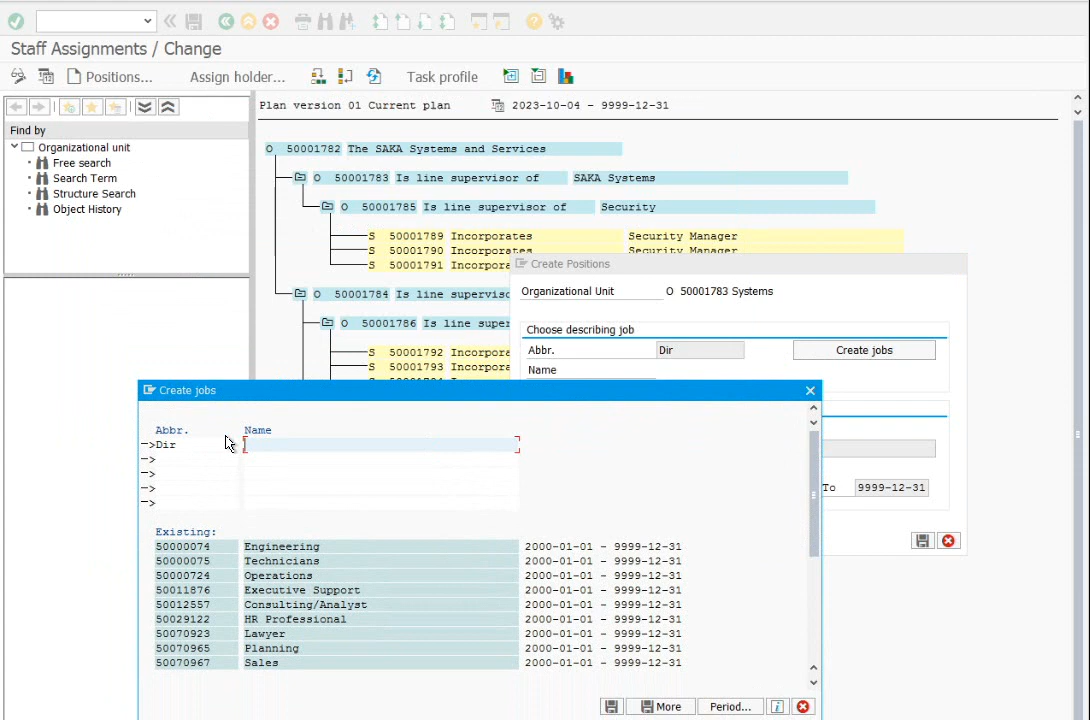 Staff Assignments / Change
Positions... Assign holder... Task profile
Plan version 01 Current plan 2023-10-04 - 9999-12-31
Find by
Organizational unit
Free search
Search Term
Structure Search
Object History
O 50001782 The SAKA Systems and Services
O 50001783 Is line supervisor of SAKA Systems
O 50001785 Is line supervisor of Security
S 50001789 Incorporates Security Manager
S 50001790 Incorporates Security Manager
S 50001791 Incorpora
O 50001784 Is line superviso
O 50001786 Is line super
S 50001792 Incorpora
S 50001793 Incorpora
Create Positions
Organizational Unit O 50001783 Systems
Choose describing job
Abbr. Dir Create jobs
Name
To 9999-12-31
Create jobs
Abbr. Name
->Dir
->
->
->
->
Existing:
50000074 Engineering 2000-01-01 - 9999-12-31
50000075 Technicians 2000-01-01 - 9999-12-31
50000724 Operations 2000-01-01 - 9999-12-31
50011876 Executive Support 2000-01-01 - 9999-12-31
50012557 Consulting/Analyst 2000-01-01 - 9999-12-31
50029122 HR Professional 2000-01-01 - 9999-12-31
50070923 Lawyer 2000-01-01 - 9999-12-31
50070965 Planning 2000-01-01 - 9999-12-31
50070967 Sales 2000-01-01 - 9999-12-31
More Period...